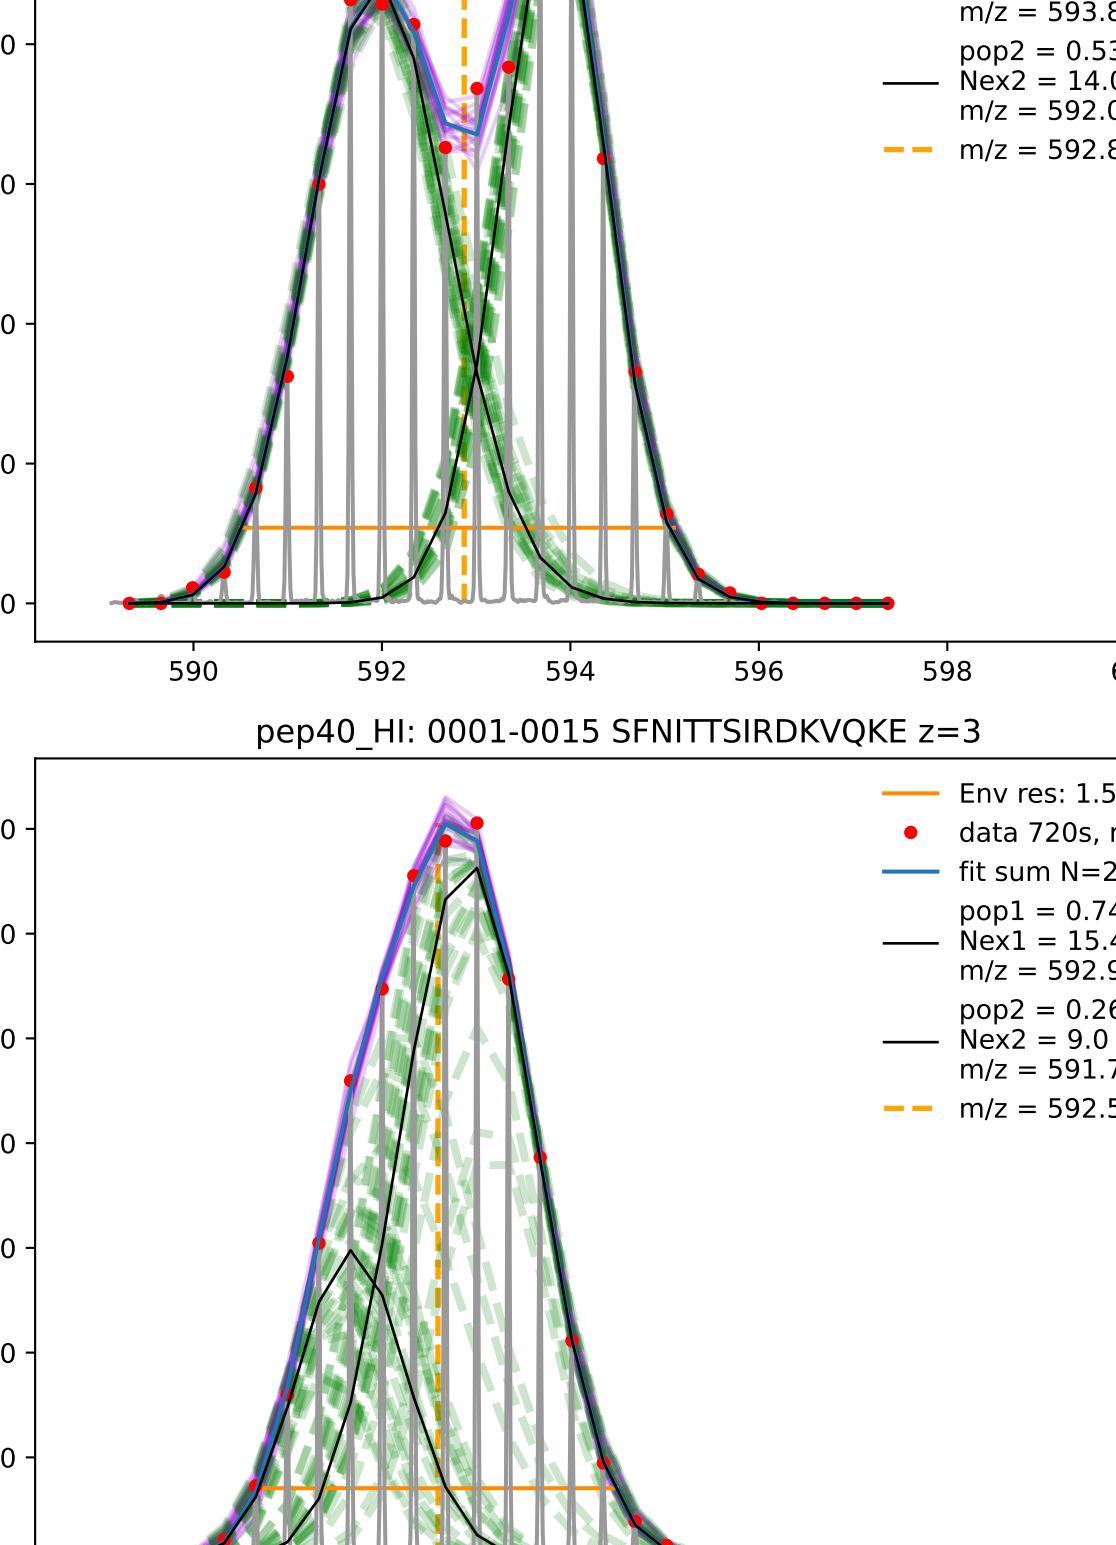 m/z = 593.8
0
pop2 = 0.53
Nex2 = 14.0
m/z = 592.0
m/z = 592.8
0
0
0
0
590 592 594 596 598
pep40_HI: 0001-0015 SFNITTSIRDKVQKE z=3
Env res: 1.5
0
data 720s, r
fit sum N=2
pop1 = 0.74
0
Nex1 = 15.4
m/z = 592.9
pop2 = 0.26
0
Nex2 = 9.0
m/z = 591.7
m/z = 592.5
0
0
0
0